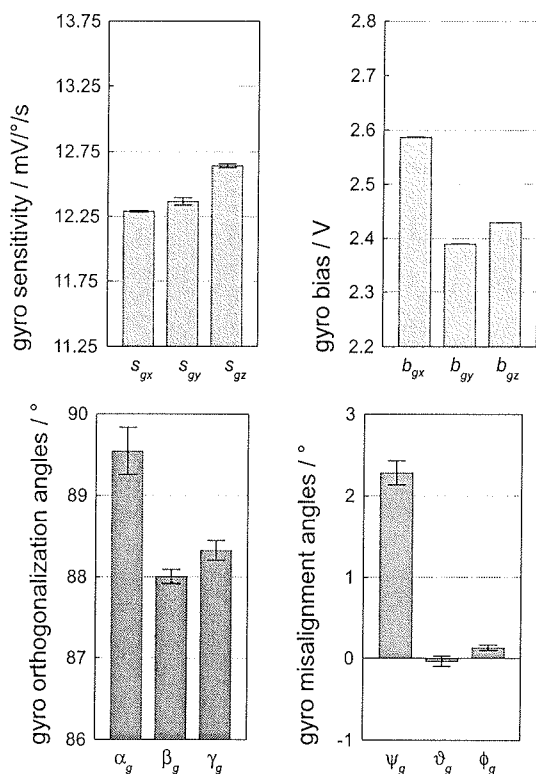 gyro sensitivity / mV/°/s
13.75
13.25
12.75
12.25
11.75
11.25
s_gx s_gy s_gz
gyro bias / V
2.8
2.7
2.6
2.5
2.4
2.3
2.2
b_gx b_gy b_gz
gyro orthogonalization angles / °
90
89
88
87
86
α_g β_g γ_g
gyro misalignment angles / °
3
2
1
0
-1
ψ_g ϑ_g ϕ_g